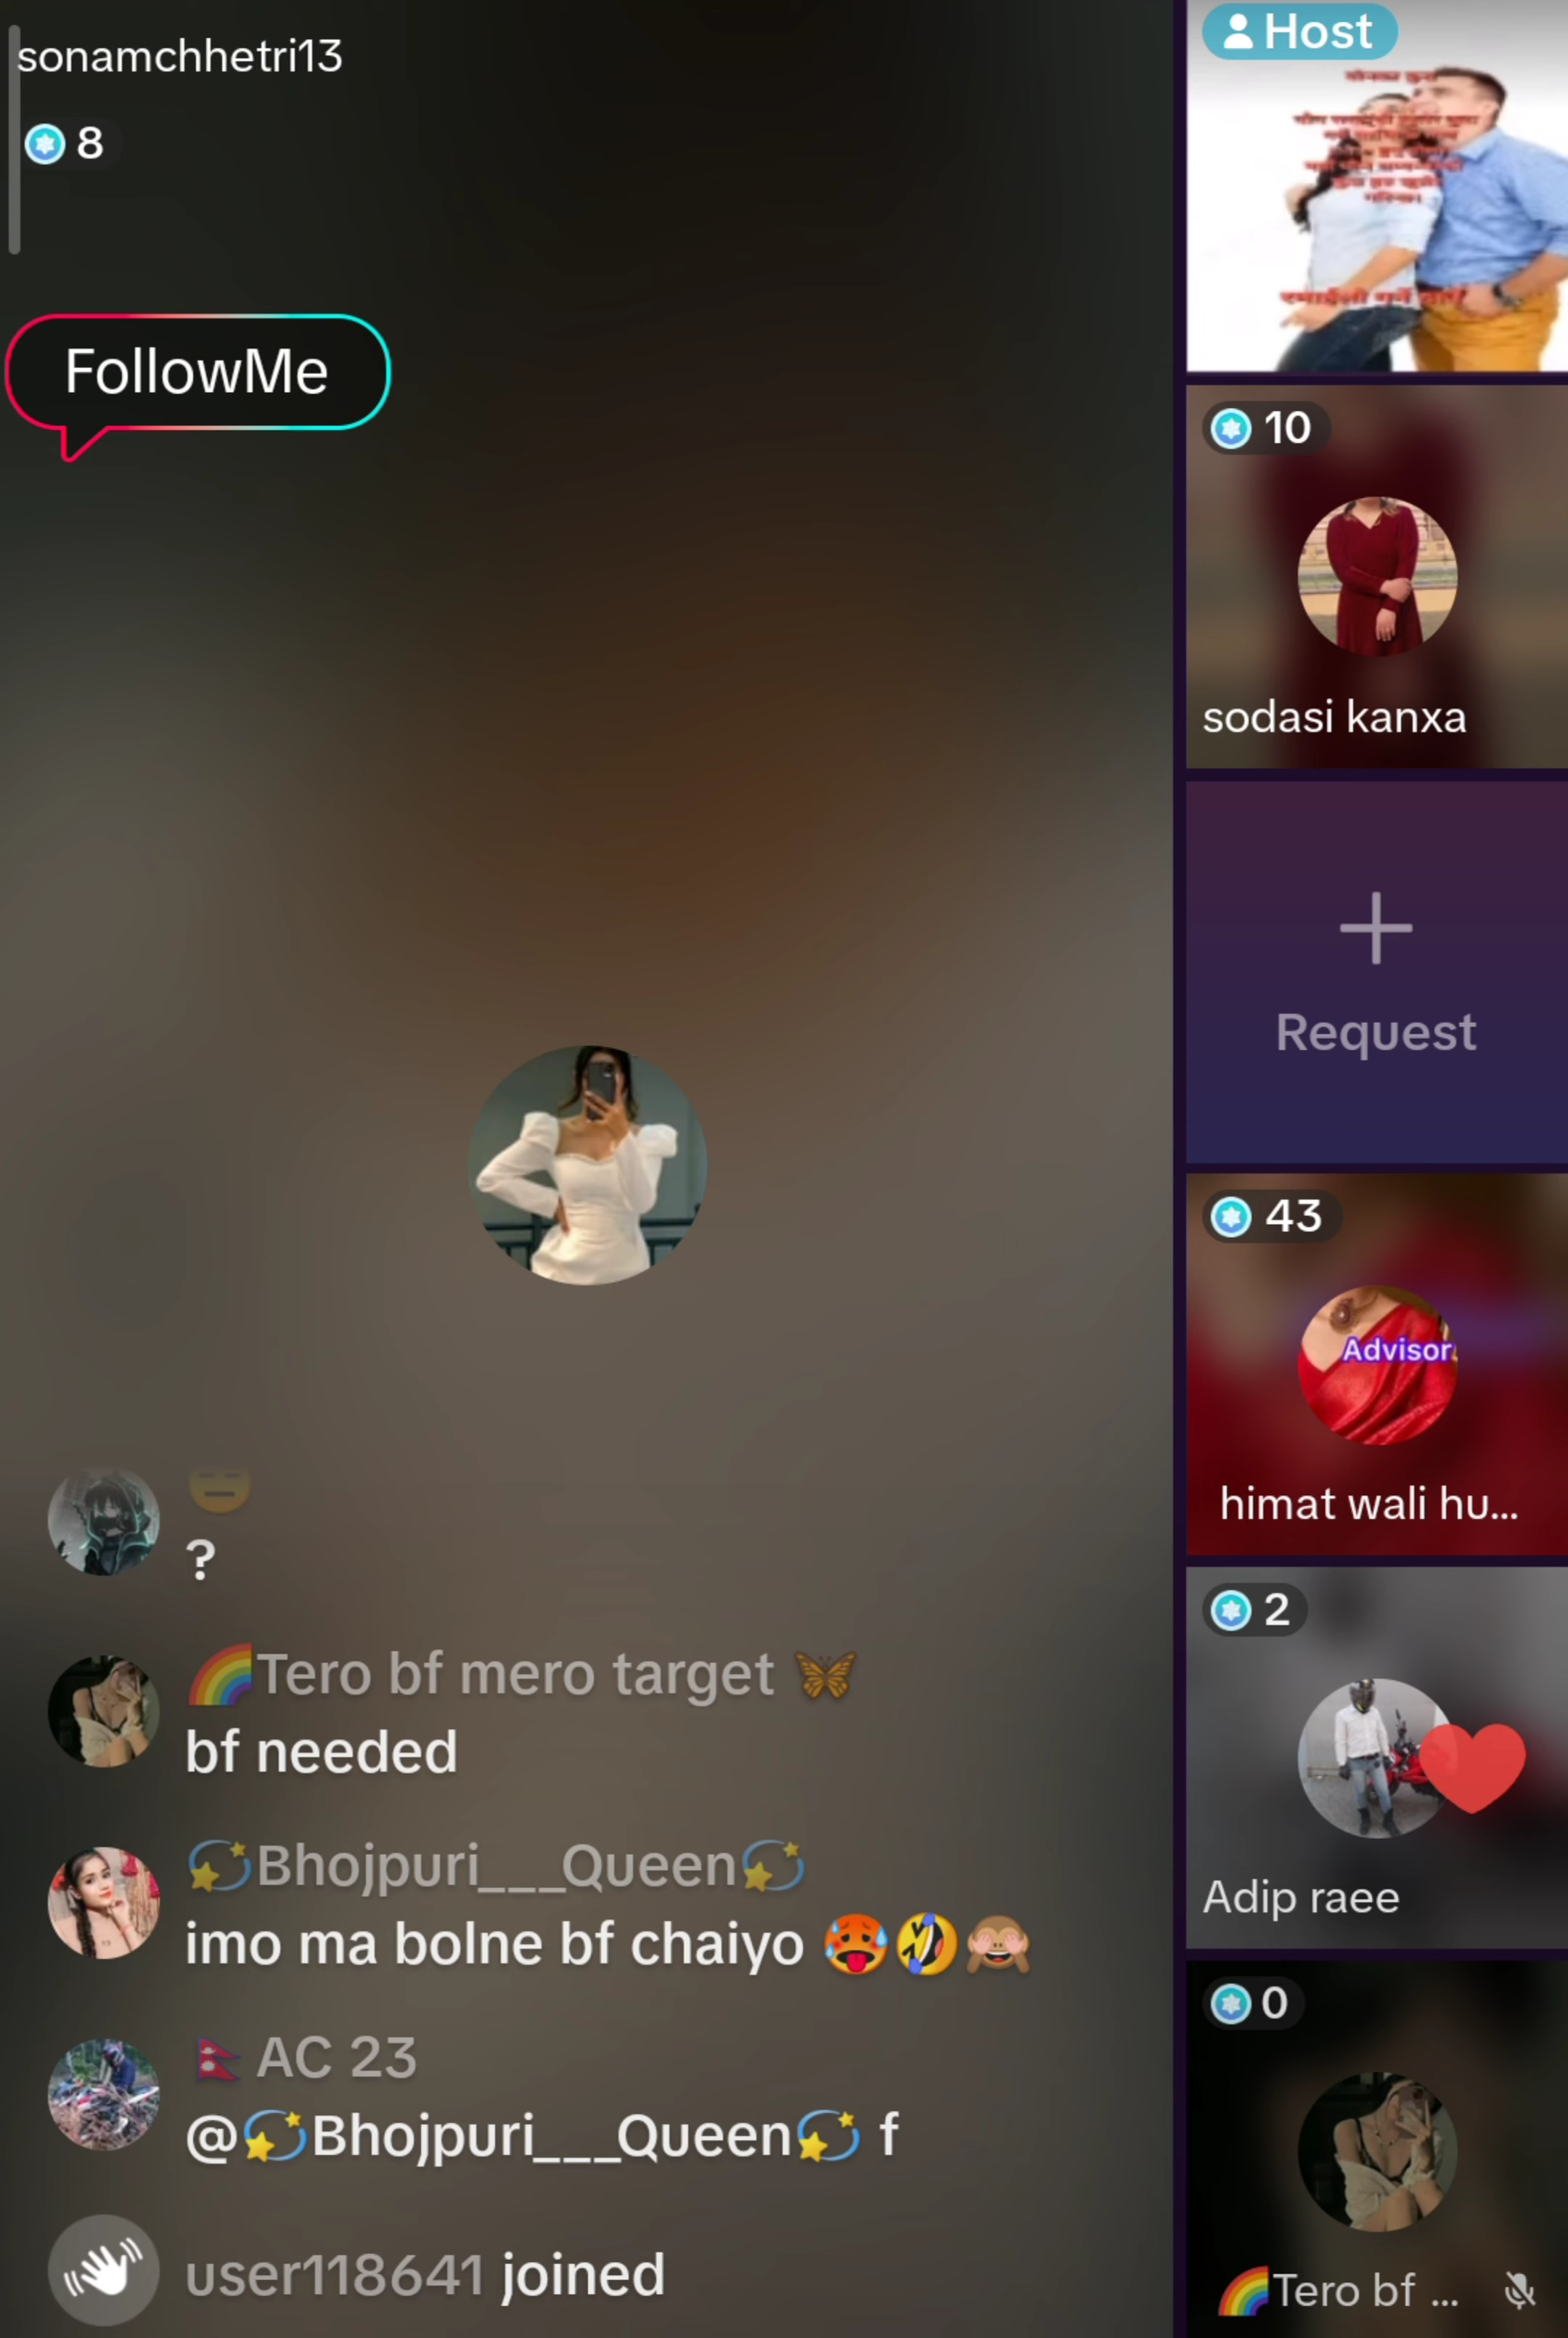 sonamchhetri13
8
FollowMe
?
🌈Tero bf mero target 🦋
bf needed
💫Bhojpuri___Queen💫
imo ma bolne bf chaiyo 🥵🤣🙈
🇳🇵 AC 23
@💫Bhojpuri___Queen💫 f
user118641 joined
Host
10
sodasi kanxa
Request
43
Advisor
himat wali hu...
2
Adip raee
0
🌈Tero bf ...